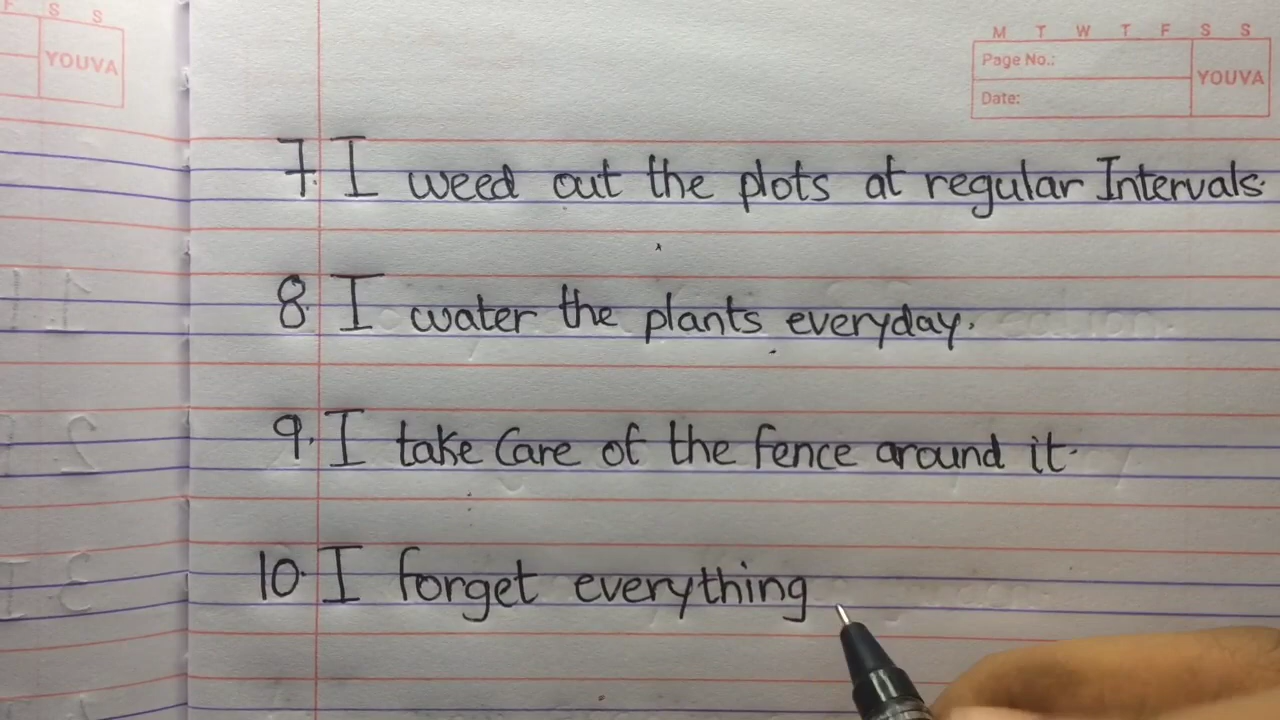 F S S
YOUVA
M T W T F S S
Page No.:
YOUVA
Date:
7. I weed out the plots at regular Intervals.
8. I water the plants everyday.
9. I take Care of the fence around it.
10. I forget everything